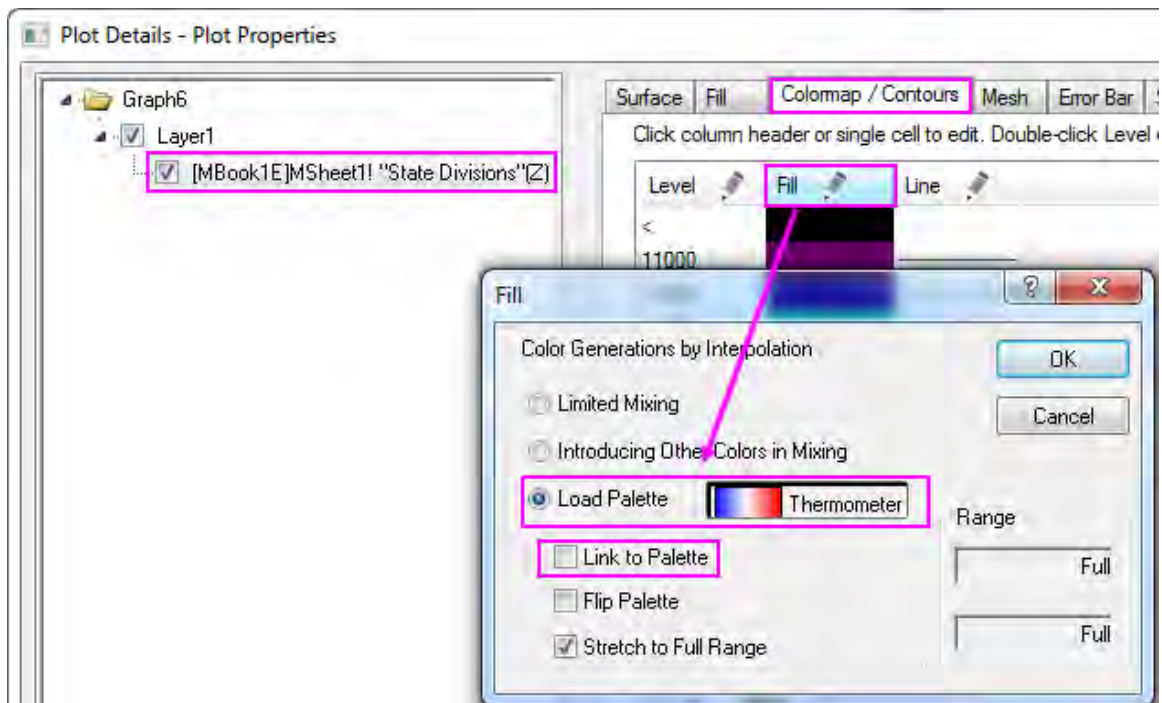 Plot Details - Plot Properties
Graph6
Layer1
[MBook1E]MSheet1! "State Divisions"(Z)
Surface Fill Colormap / Contours Mesh Error Bar
Click column header or single cell to edit. Double-click Level
Level Fill Line
<
11000
Fill
Color Generations by Interpolation
OK
Limited Mixing
Cancel
Introducing Other Colors in Mixing
Load Palette Thermometer
Range
Link to Palette
Full
Flip Palette
Full
Stretch to Full Range